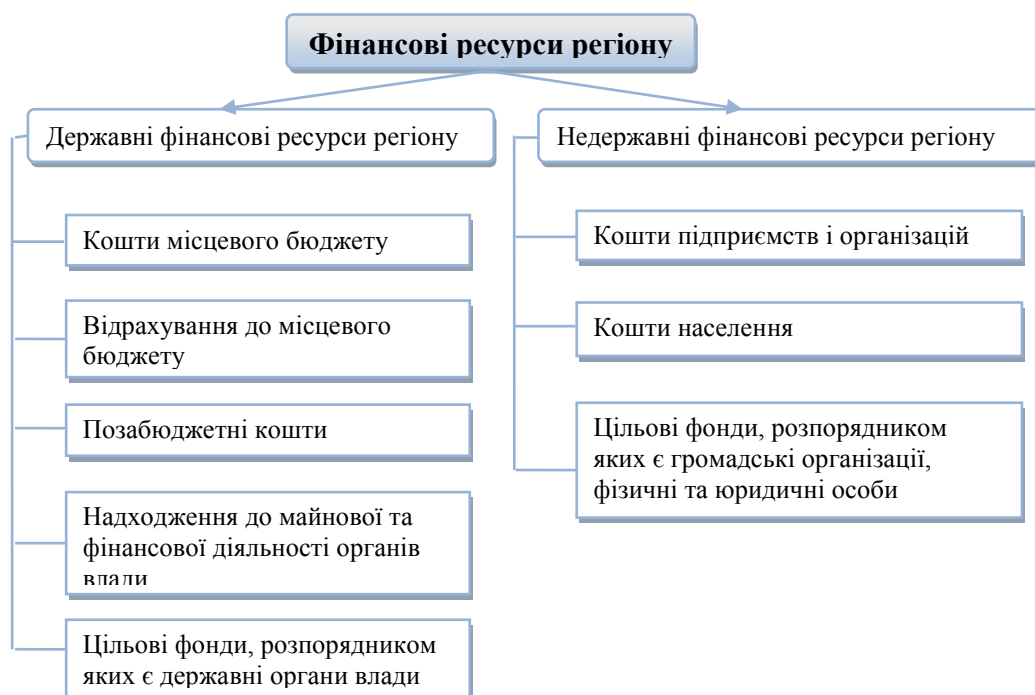 Фінансові ресурси регіону
Державні фінансові ресурси регіону
Кошти місцевого бюджету
Відрахування до місцевого
бюджету
Позабюджетні кошти
Надходження до майнової та
фінансової діяльності органів
влади
Цільові фонди, розпорядником
яких є державні органи влади
Недержавні фінансові ресурси регіону
Кошти підприємств і організацій
Кошти населення
Цільові фонди, розпорядником
яких є громадські організації,
фізичні та юридичні особи